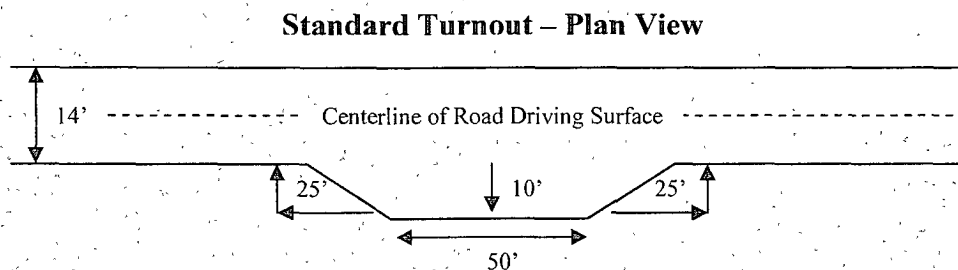 Standard Turnout – Plan View
14’
Centerline of Road Driving Surface
25’
10’
25’
50’